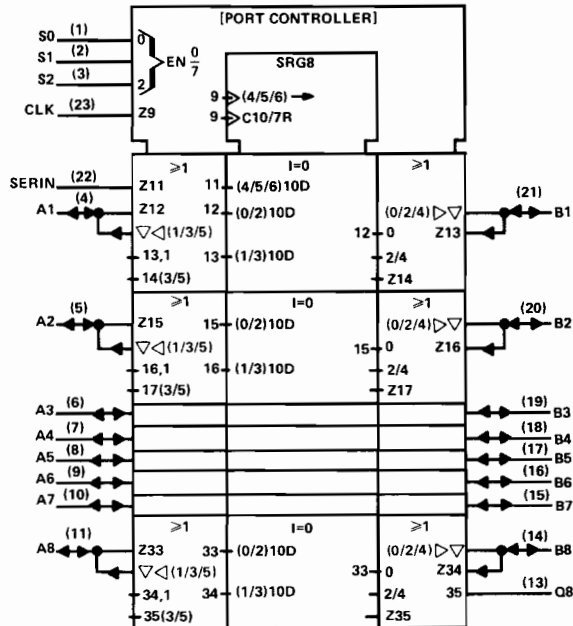 [PORT CONTROLLER]
S0 (1) 0
S1 (2) EN 0/7
S2 (3) 2
CLK (23) Z9
SRG8
9 (4/5/6)
9 C10/7R
≥1 I=0 ≥1
SERIN (22) Z11 11 (4/5/6)10D
A1 (4) Z12 12 (0/2)10D (0/2/4) (21) B1
(1/3/5) 12 0 Z13
13,1 13 (1/3)10D 2/4
14(3/5) Z14
≥1 I=0 ≥1
A2 (5) Z15 15 (0/2)10D (0/2/4) (20) B2
(1/3/5) 15 0 Z16
16,1 16 (1/3)10D 2/4
17(3/5) Z17
A3 (6) (19) B3
A4 (7) (18) B4
A5 (8) (17) B5
A6 (9) (16) B6
A7 (10) (15) B7
≥1 I=0 ≥1
A8 (11) Z33 33 (0/2)10D (0/2/4) (14) B8
(1/3/5) 33 0 Z34
34,1 34 (1/3)10D 2/4 35 (13) Q8
35(3/5) Z35